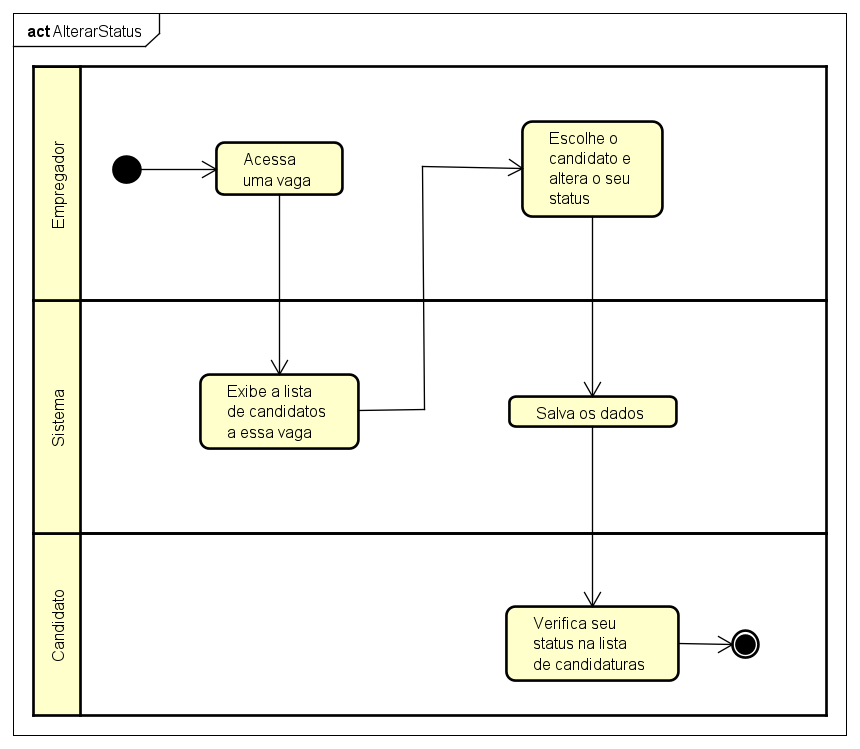 act AlterarStatus
Empregador
Acessa
uma vaga
Escolhe o
candidato e
altera o seu
status
Sistema
Exibe a lista
de candidatos
a essa vaga
Salva os dados
Candidato
Verifica seu
status na lista
de candidaturas